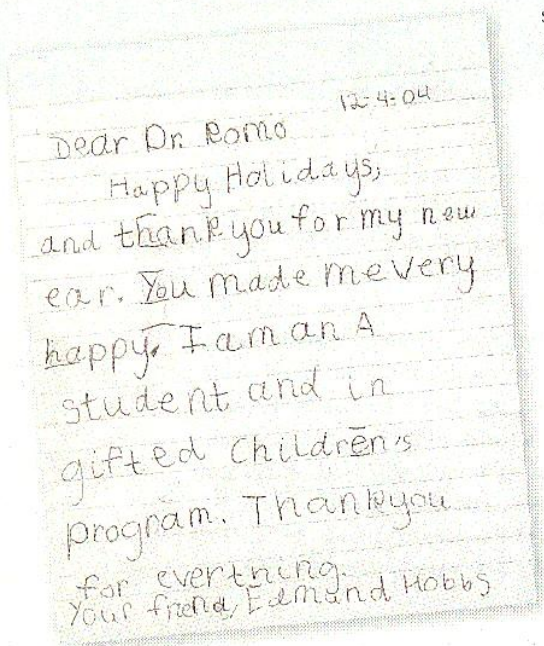 12-4-04
Dear Dr. Romo
Happy Holidays,
and thank you for my new
ear. You made me very
happy. I am an A
student and in
gifted children's
program. Thank you
for everthing.
Your friend, Edmund Hobbs